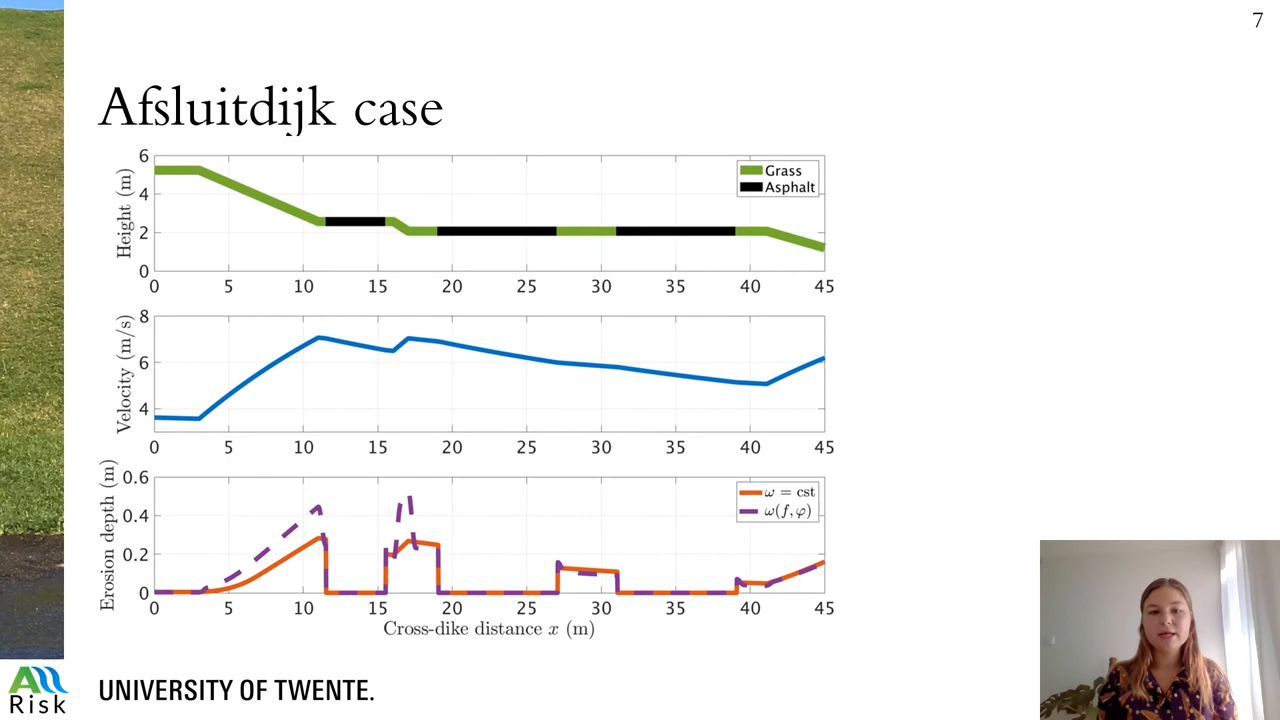 7
Afsluitdijk case
Height (m)
6
4
2
0
Grass
Asphalt
0 5 10 15 20 25 30 35 40 45
Velocity (m/s)
8
6
4
0 5 10 15 20 25 30 35 40 45
Erosion depth (m)
0.6
0.4
0.2
0
ω = cst
ω(f, φ)
0 5 10 15 20 25 30 35 40 45
Cross-dike distance x (m)
All
Risk
UNIVERSITY OF TWENTE.